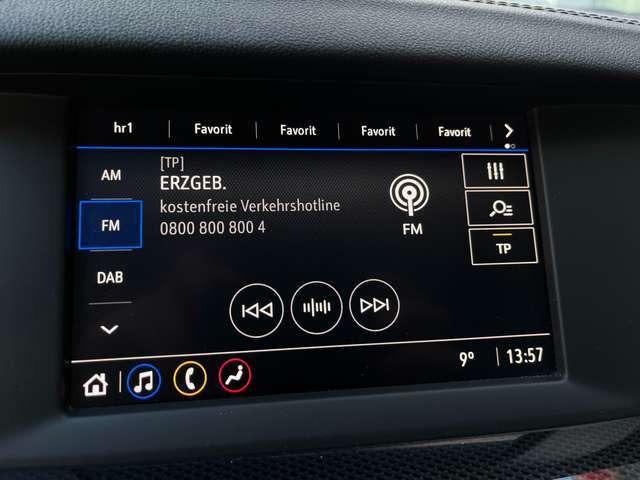 hr1 Favorit Favorit Favorit Favorit
AM
[TP]
ERZGEB.
FM
kostenfreie Verkehrshotline
0800 800 800 4
FM
TP
DAB
9° 13:57